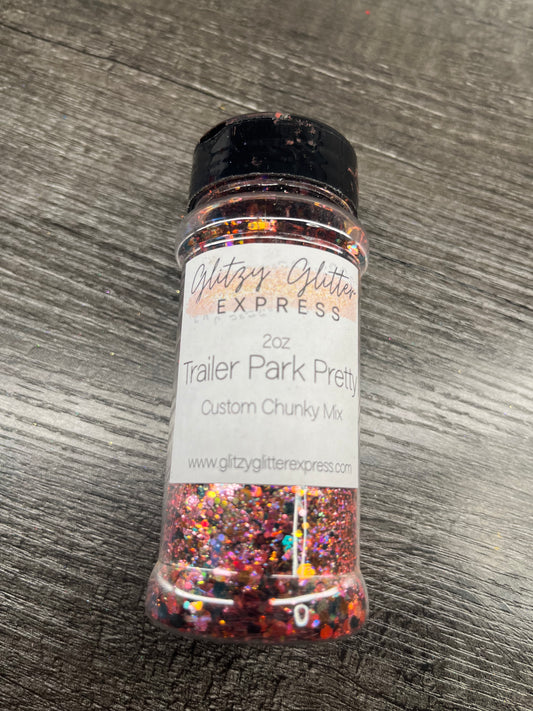 Glitzy Glitter
EXPRESS
2oz
Trailer Park Pretty
Custom Chunky Mix
www.glitzyglitterexpress.com